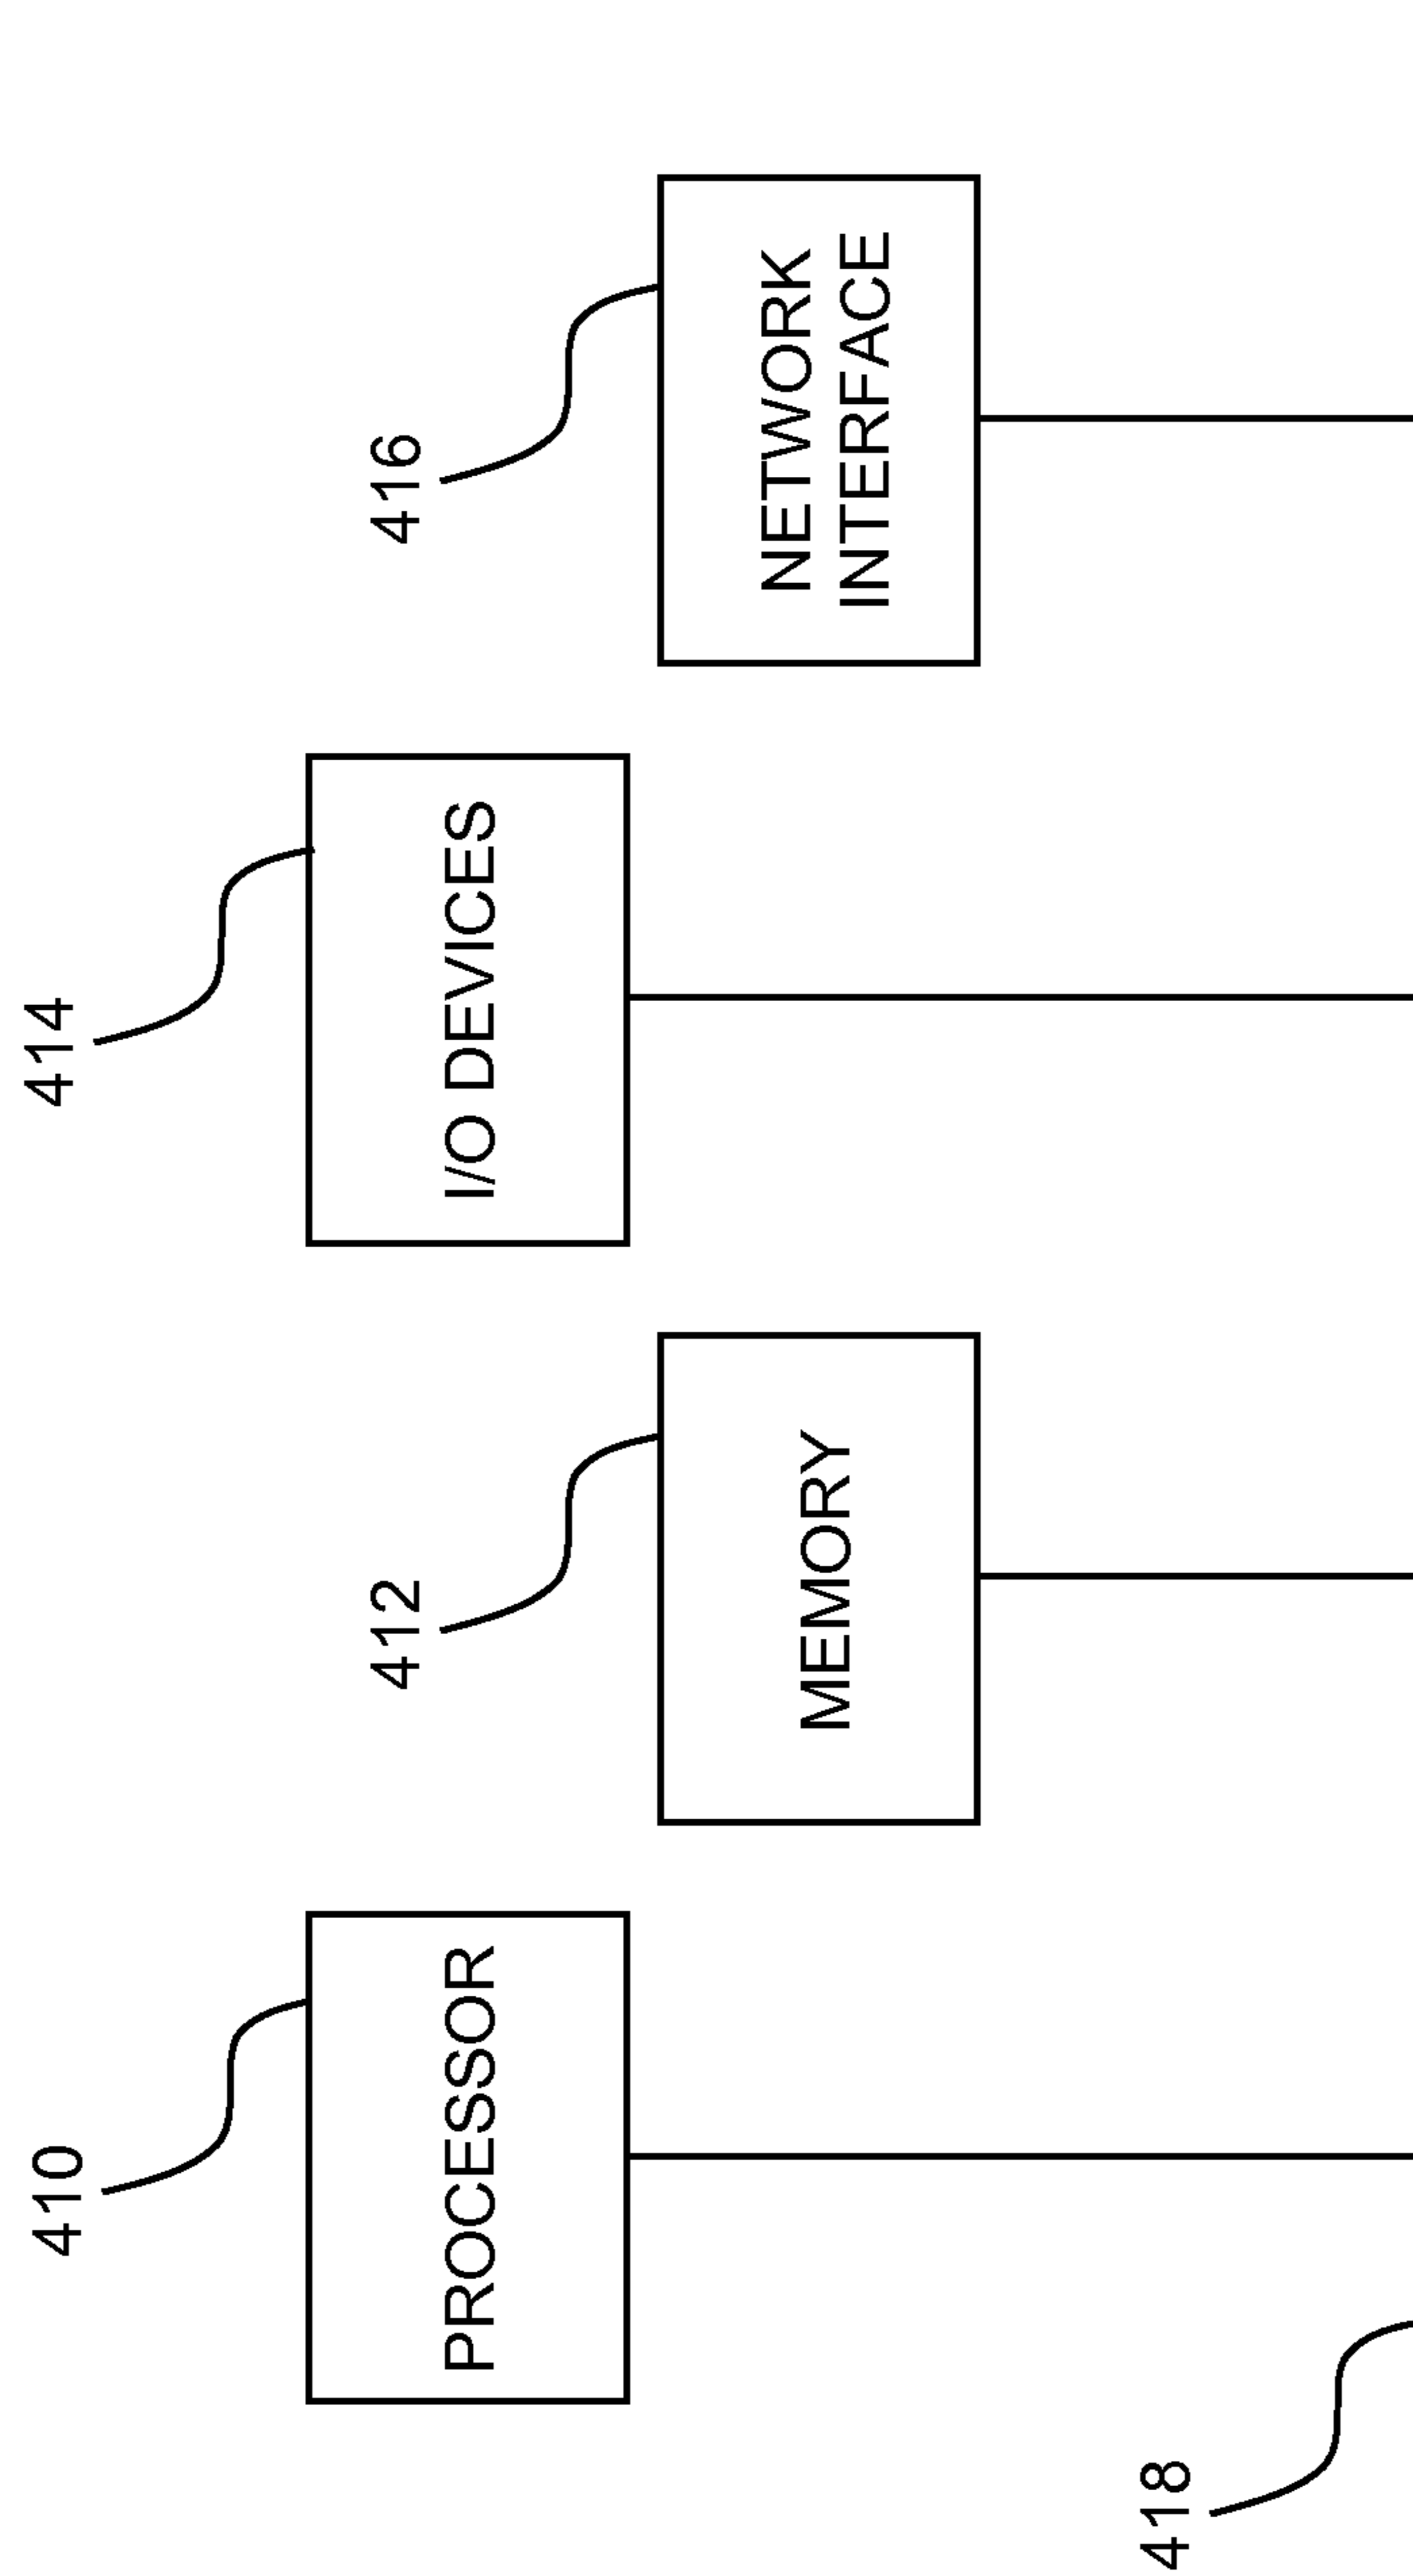 410
PROCESSOR
412
MEMORY
414
I/O DEVICES
416
NETWORK
INTERFACE
418